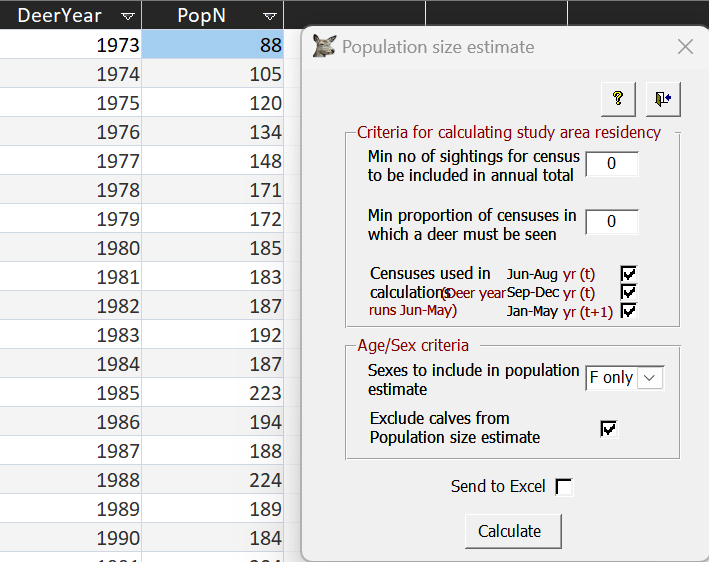 DeerYear PopN
1973 88
1974 105
1975 120
1976 134
1977 148
1978 171
1979 172
1980 185
1981 183
1982 187
1983 192
1984 187
1985 223
1986 194
1987 188
1988 224
1989 189
1990 184
Population size estimate
?
Criteria for calculating study area residency
Min no of sightings for census
to be included in annual total
0
Min proportion of censuses in
which a deer must be seen
0
Censuses used in
calculations (Deer year
runs Jun-May)
Jun-Aug yr (t)
Sep-Dec yr (t)
Jan-May yr (t+1)
Age/Sex criteria
Sexes to include in population
estimate
F only
Exclude calves from
Population size estimate
Send to Excel
Calculate